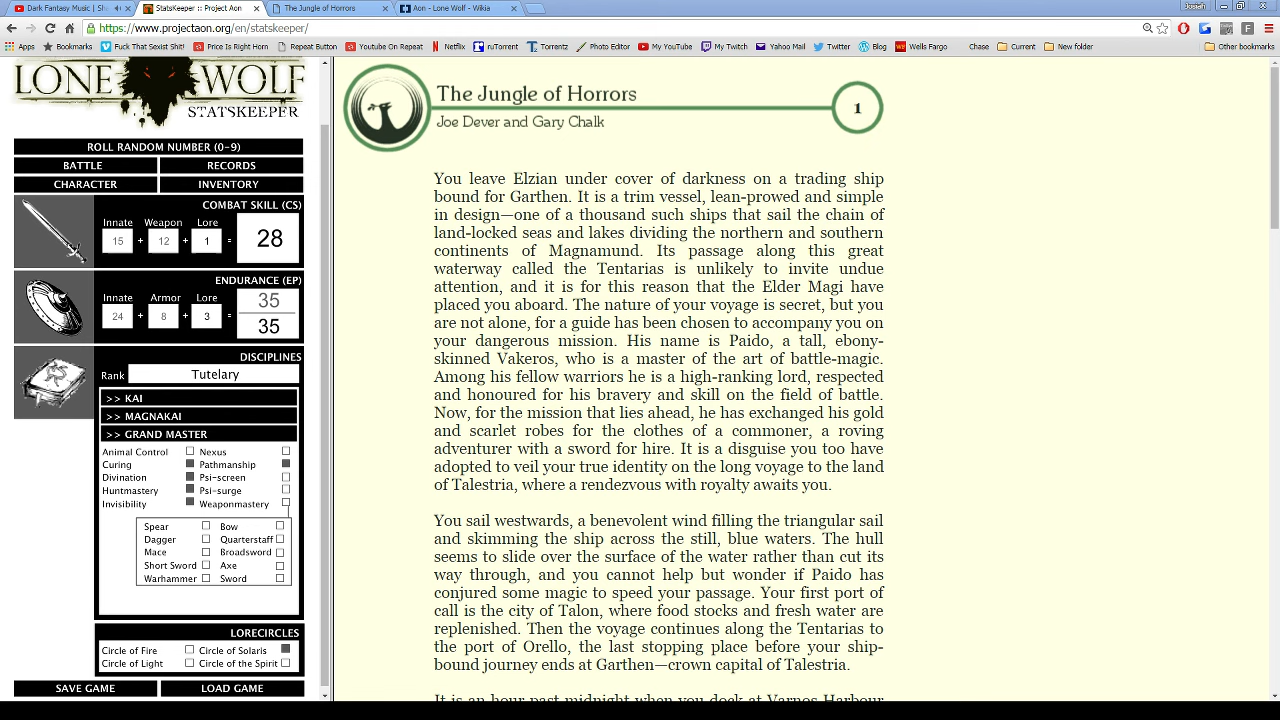 Dark Fantasy Music | Sh
StatsKeeper :: Project Aon
The Jungle of Horrors
Aon - Lone Wolf - Wikia
Josiah
https://www.projectaon.org/en/statskeeper/
Apps Bookmarks Fuck That Sexist Shit! Price Is Right Horn Repeat Button Youtube On Repeat Netflix ruTorrent Torrentz Photo Editor My YouTube My Twitch Yahoo Mail Twitter Blog Wells Fargo Chase Current New folder Other bookmarks
LONE WOLF
STATSKEEPER
ROLL RANDOM NUMBER (0-9)
BATTLE RECORDS
CHARACTER INVENTORY
COMBAT SKILL (CS)
Innate Weapon Lore
15 + 12 + 1 = 28
ENDURANCE (EP)
Innate Armor Lore
24 + 8 + 3 = 35
35
DISCIPLINES
Rank Tutelary
>> KAI
>> MAGNAKAI
>> GRAND MASTER
Animal Control Nexus
Curing Pathmanship
Divination Psi-screen
Huntmastery Psi-surge
Invisibility Weaponmastery
Spear Bow
Dagger Quarterstaff
Mace Broadsword
Short Sword Axe
Warhammer Sword
LORECIRCLES
Circle of Fire Circle of Solaris
Circle of Light Circle of the Spirit
SAVE GAME LOAD GAME
The Jungle of Horrors
Joe Dever and Gary Chalk
1
You leave Elzian under cover of darkness on a trading ship
bound for Garthen. It is a trim vessel, lean-prowed and simple
in design—one of a thousand such ships that sail the chain of
land-locked seas and lakes dividing the northern and southern
continents of Magnamund. Its passage along this great
waterway called the Tentarias is unlikely to invite undue
attention, and it is for this reason that the Elder Magi have
placed you aboard. The nature of your voyage is secret, but you
are not alone, for a guide has been chosen to accompany you on
your dangerous mission. His name is Paido, a tall, ebony-
skinned Vakeros, who is a master of the art of battle-magic.
Among his fellow warriors he is a high-ranking lord, respected
and honoured for his bravery and skill on the field of battle.
Now, for the mission that lies ahead, he has exchanged his gold
and scarlet robes for the clothes of a commoner, a roving
adventurer with a sword for hire. It is a disguise you too have
adopted to veil your true identity on the long voyage to the land
of Talestria, where a rendezvous with royalty awaits you.
You sail westwards, a benevolent wind filling the triangular sail
and skimming the ship across the still, blue waters. The hull
seems to slide over the surface of the water rather than cut its
way through, and you cannot help but wonder if Paido has
conjured some magic to speed your passage. Your first port of
call is the city of Talon, where food stocks and fresh water are
replenished. Then the voyage continues along the Tentarias to
the port of Orello, the last stopping place before your ship-
bound journey ends at Garthen—crown capital of Talestria.
It is an hour past midnight when you dock at Varnos Harbour